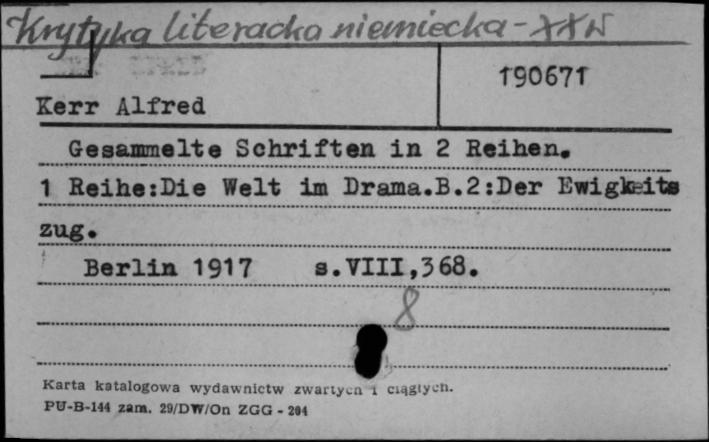 Krytyka literacka niemiecka - XX w
190671
Kerr Alfred
Gesammelte Schriften in 2 Reihen.
1 Reihe:Die Welt im Drama.B.2:Der Ewigkeits
zug.
Berlin 1917 s.VIII,368.
8
Karta katalogowa wydawnictw zwartych i ciągłych.
PU-B-144 zam. 29/DW/On ZGG - 204